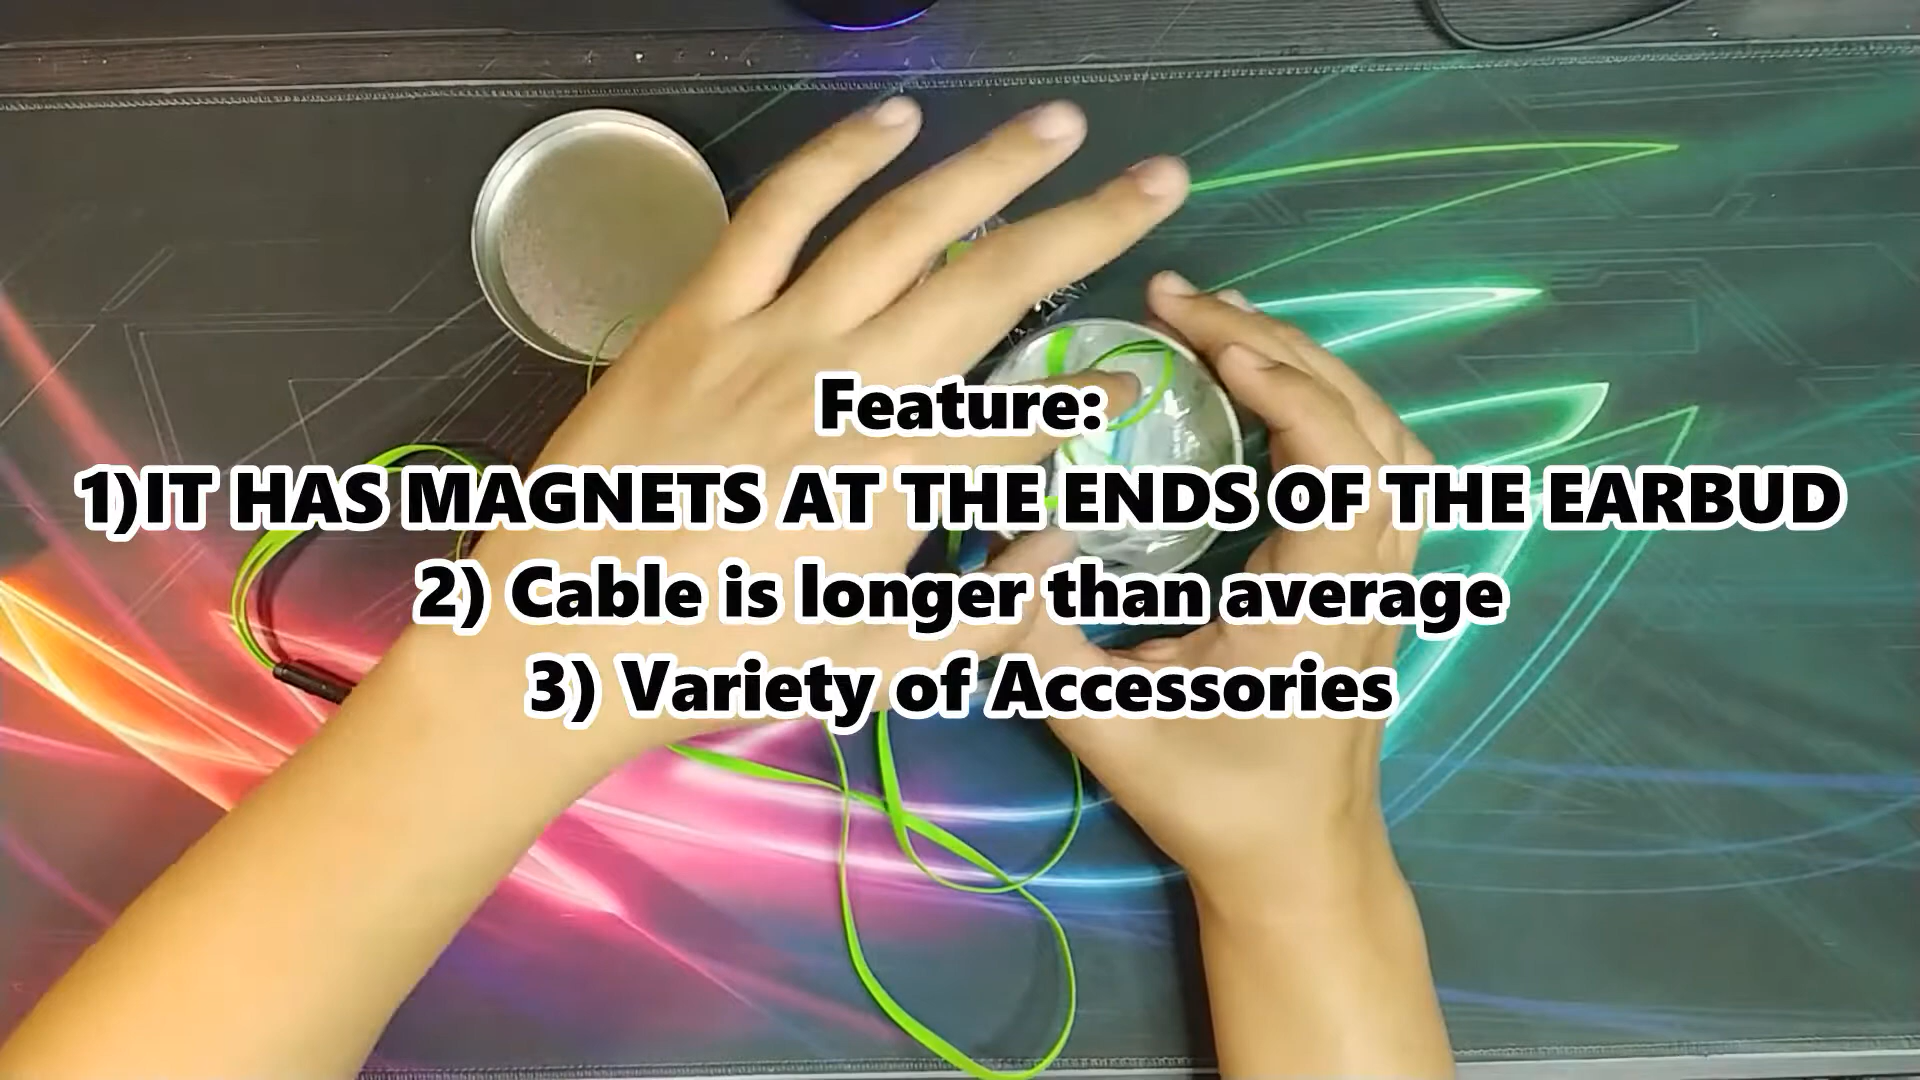 Feature:
1)IT HAS MAGNETS AT THE ENDS OF THE EARBUD
2) Cable is longer than average
3) Variety of Accessories